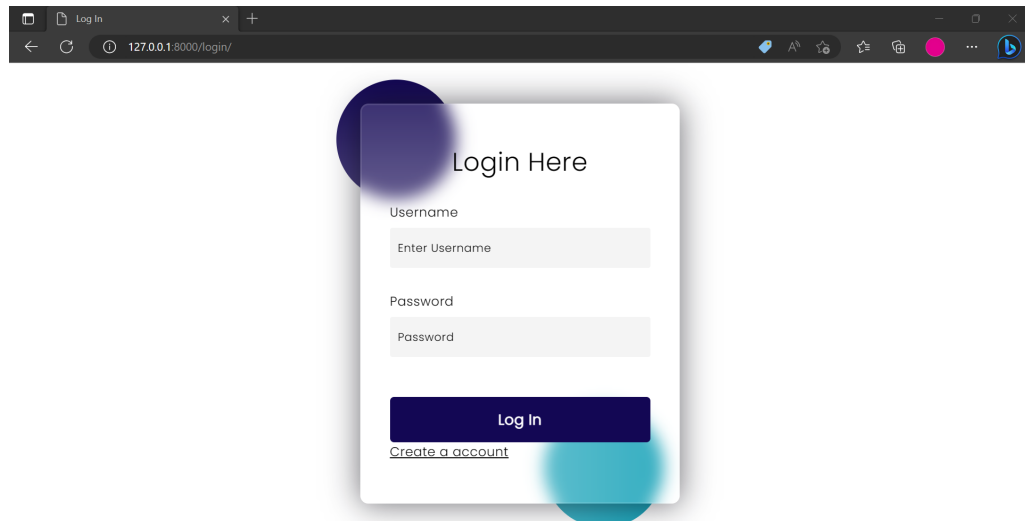 Log In
127.0.0.1:8000/login/
Login Here
Username
Enter Username
Password
Password
Log In
Create a account